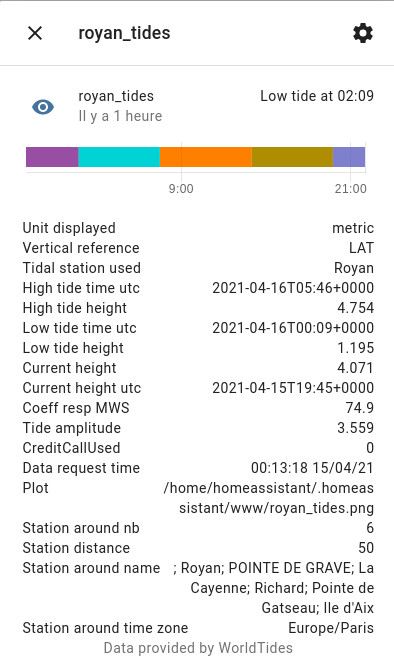 royan_tides
royan_tides Low tide at 02:09
Il y a 1 heure
9:00 21:00
Unit displayed metric
Vertical reference LAT
Tidal station used Royan
High tide time utc 2021-04-16T05:46+0000
High tide height 4.754
Low tide time utc 2021-04-16T00:09+0000
Low tide height 1.195
Current height 4.071
Current height utc 2021-04-15T19:45+0000
Coeff resp MWS 74.9
Tide amplitude 3.559
CreditCallUsed 0
Data request time 00:13:18 15/04/21
Plot /home/homeassistant/.homeas
sistant/www/royan_tides.png
Station around nb 6
Station distance 50
Station around name ; Royan; POINTE DE GRAVE; La
Cayenne; Richard; Pointe de
Gatseau; Ile d'Aix
Station around time zone Europe/Paris
Data provided by WorldTides